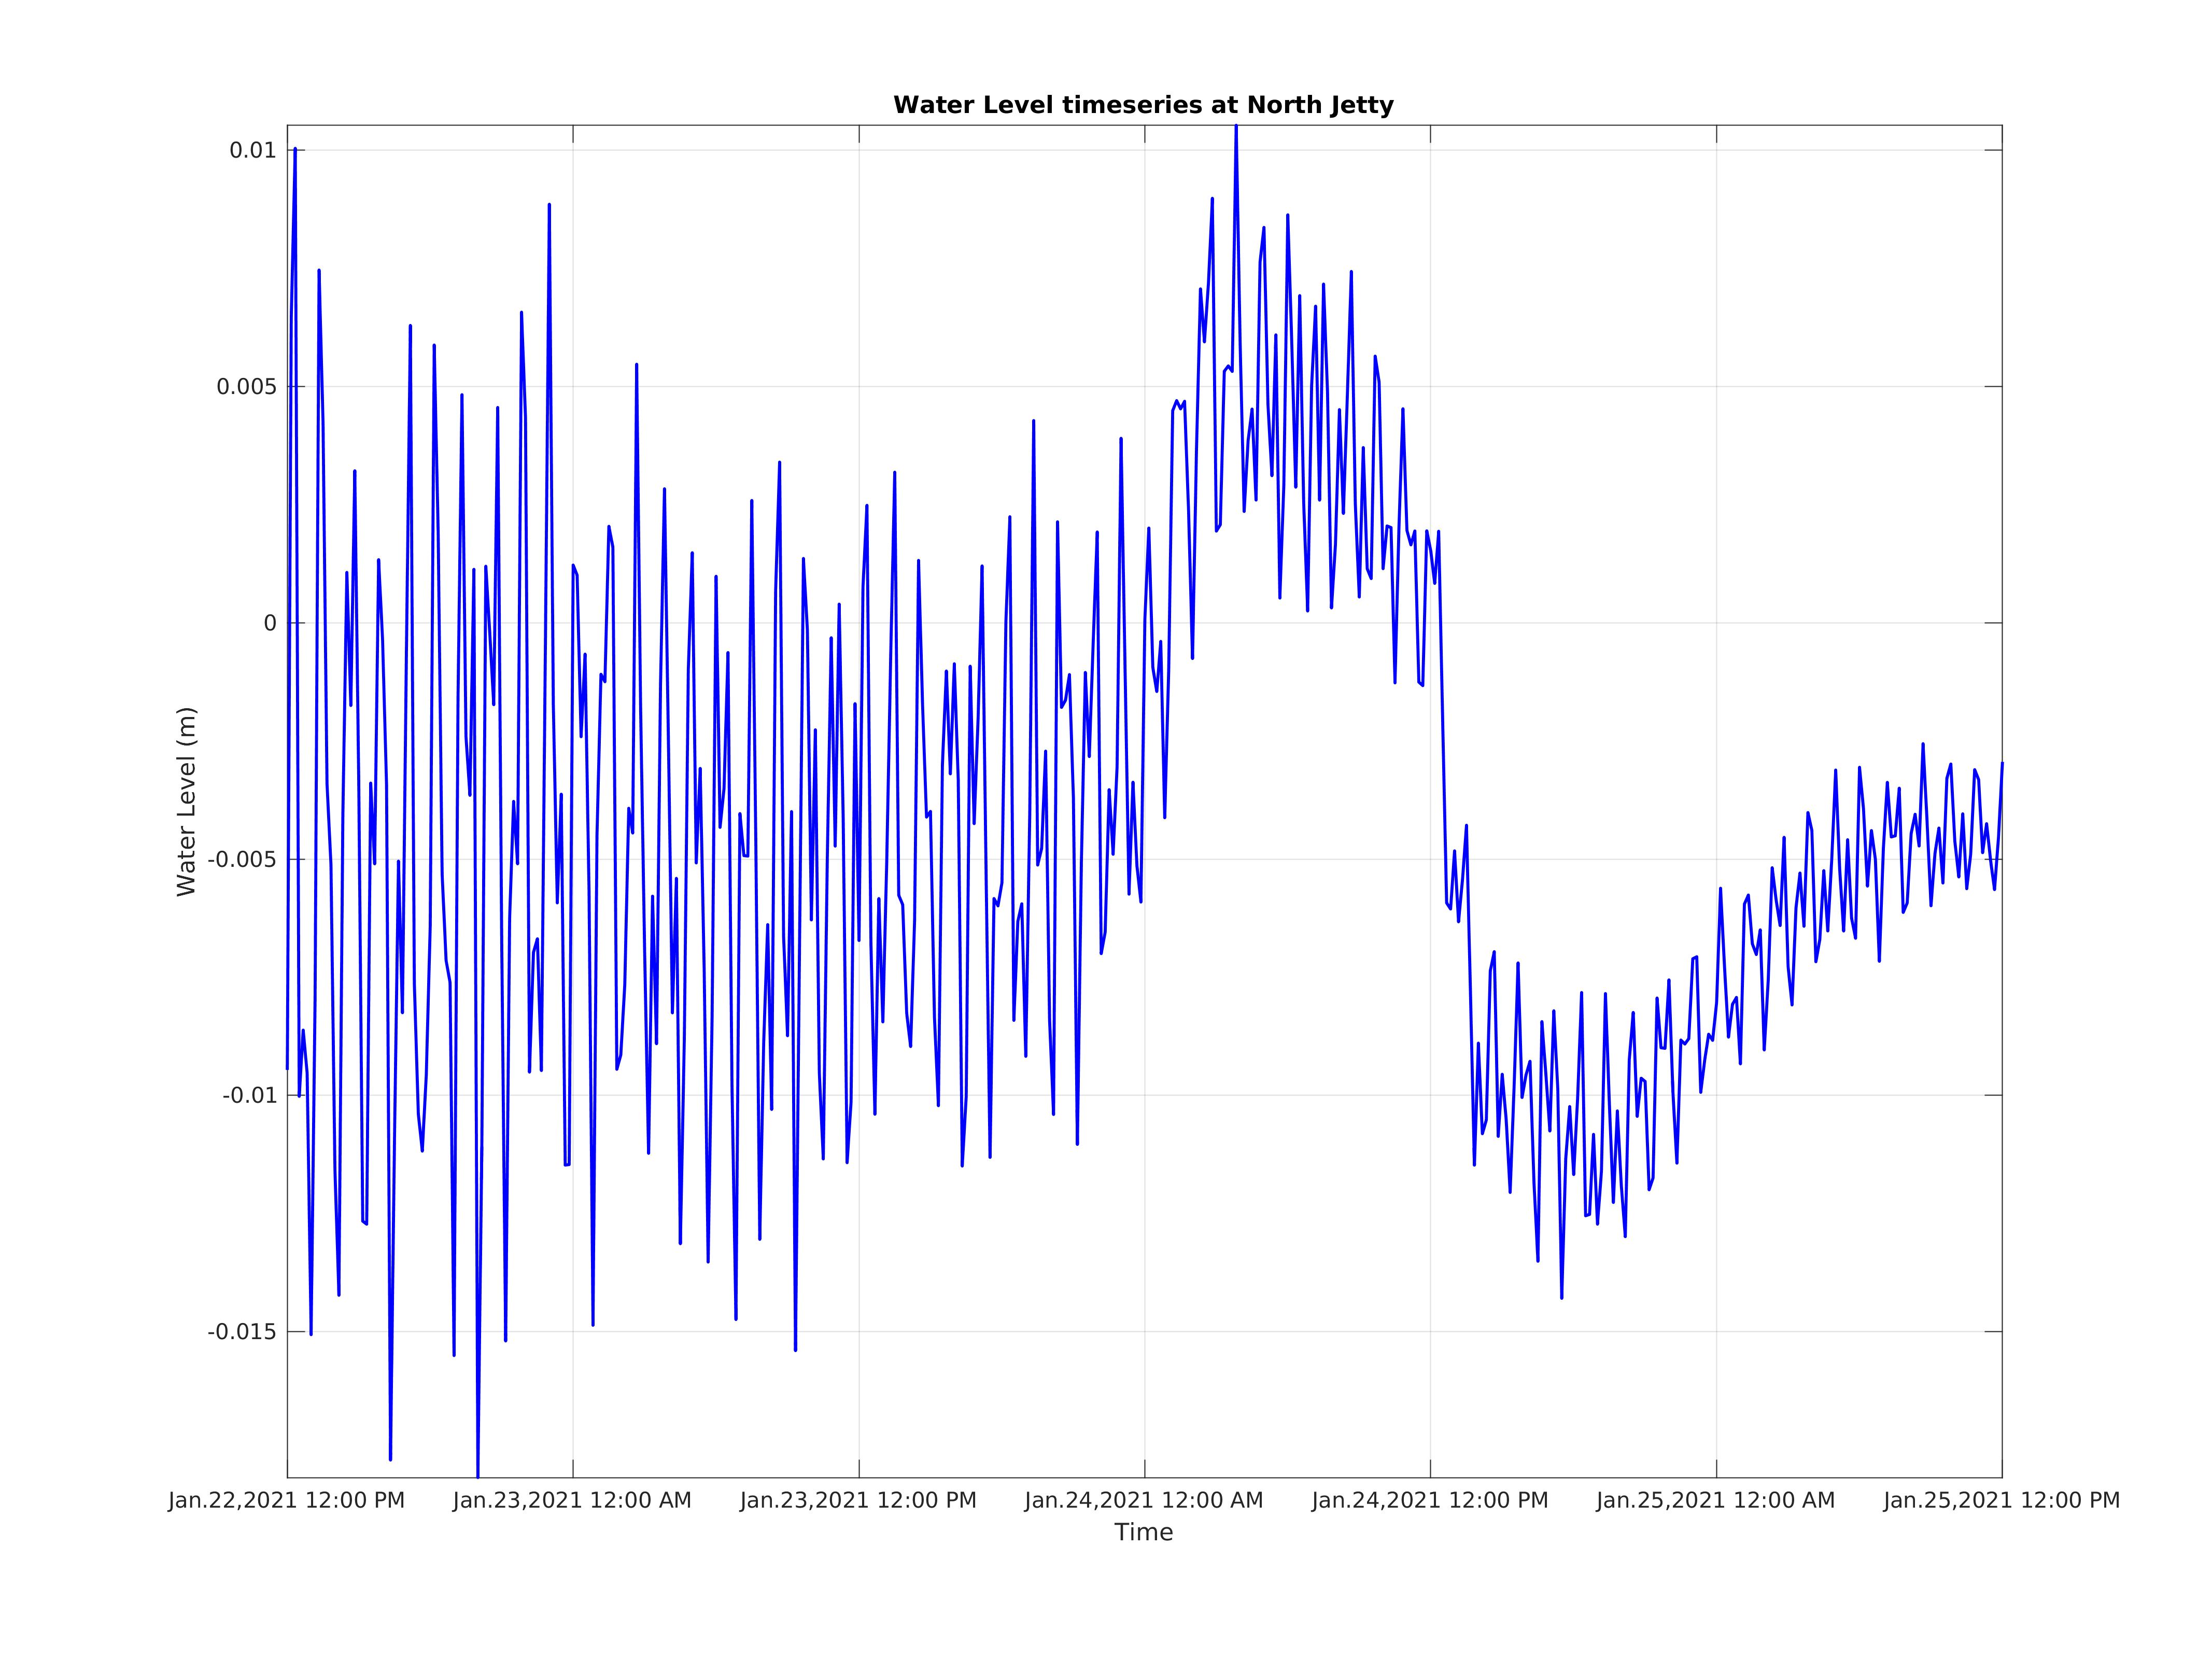 Water Level timeseries at North Jetty
0.01
0.005
0
-0.005
-0.01
-0.015
Water Level (m)
Jan.22,2021 12:00 PM
Jan.23,2021 12:00 AM
Jan.23,2021 12:00 PM
Jan.24,2021 12:00 AM
Jan.24,2021 12:00 PM
Jan.25,2021 12:00 AM
Jan.25,2021 12:00 PM
Time